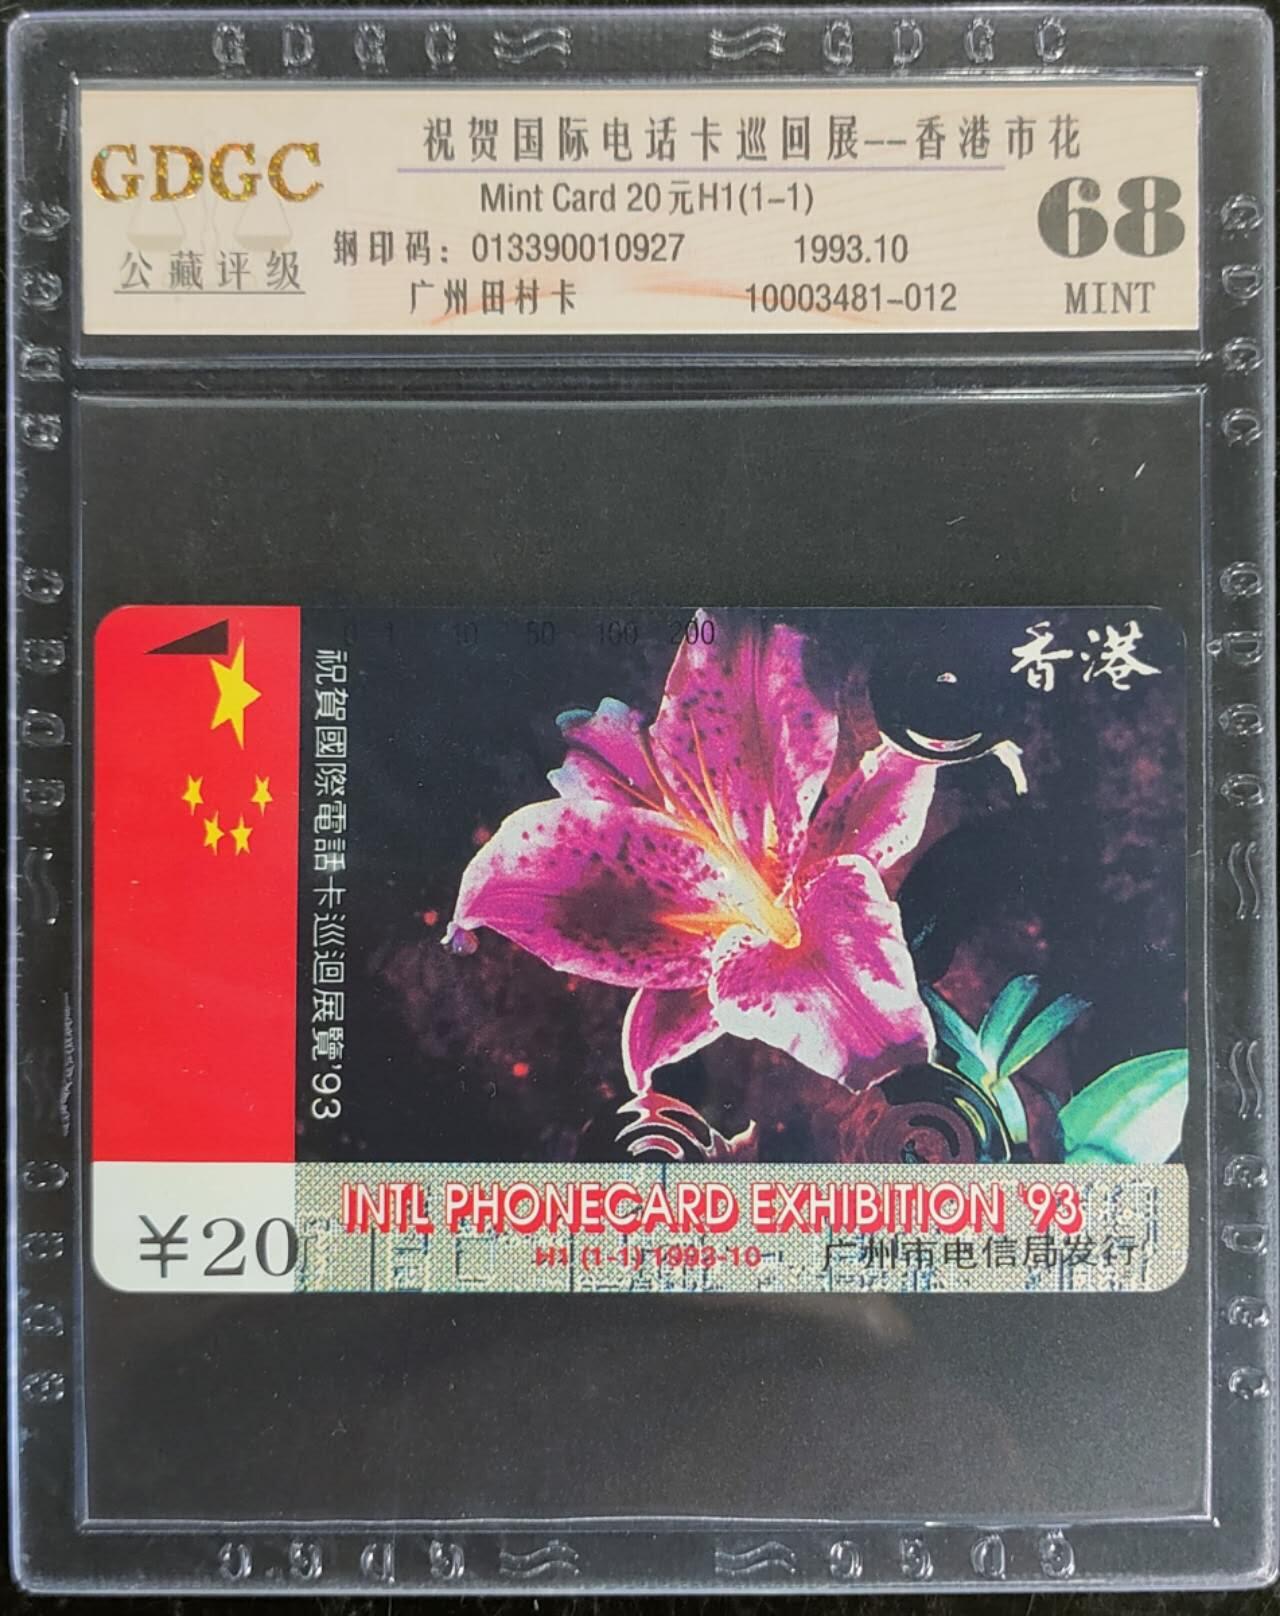 GDGC GDGC
GDGC
公藏评级
祝贺国际电话卡巡回展--香港市花
Mint Card 20元H1(1-1)
钢印码：013390010927 1993.10
广州田村卡 10003481-012
68
MINT
0 1 10 50 100 200
香港
祝賀國際電話卡巡迴展覽'93
INTL PHONECARD EXHIBITION '93
H1 (1-1) 1993-10 广州市电信局发行
¥20